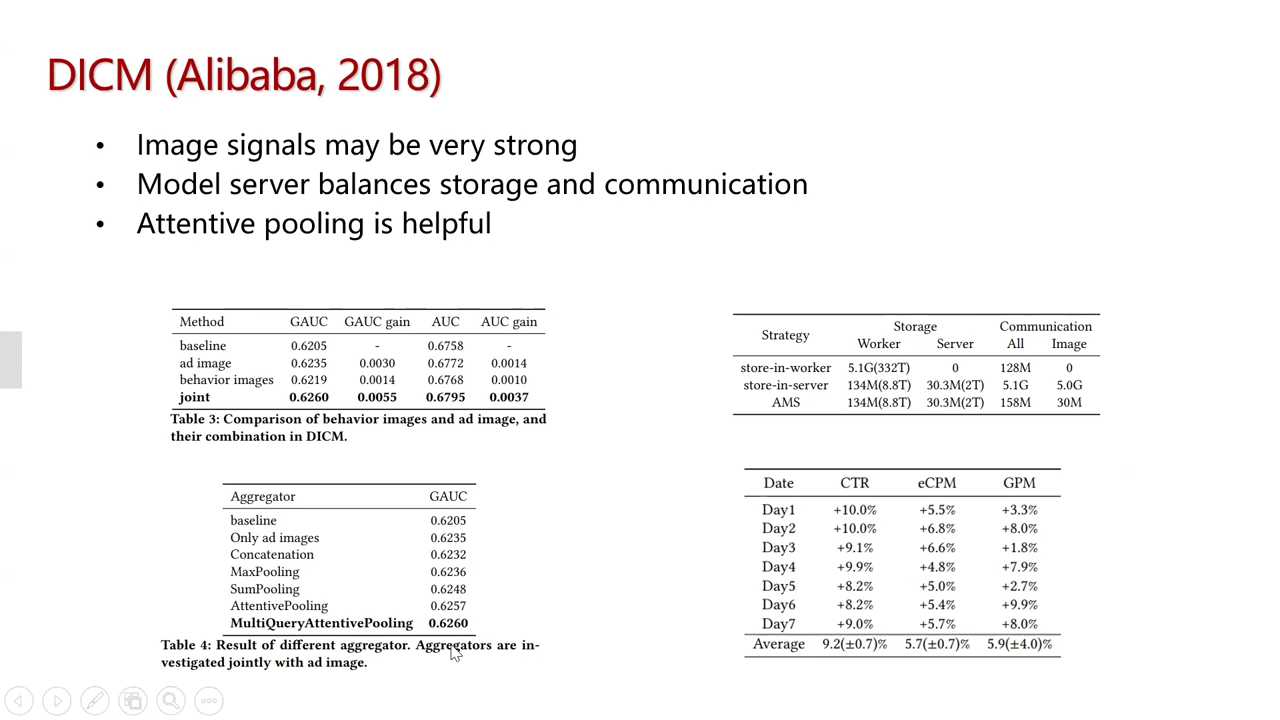 DICM (Alibaba, 2018)
• Image signals may be very strong
• Model server balances storage and communication
• Attentive pooling is helpful
Method GAUC GAUC gain AUC AUC gain
baseline 0.6205 - 0.6758 -
ad image 0.6235 0.0030 0.6772 0.0014
behavior images 0.6219 0.0014 0.6768 0.0010
joint 0.6260 0.0055 0.6795 0.0037
Table 3: Comparison of behavior images and ad image, and
their combination in DICM.
Aggregator GAUC
baseline 0.6205
Only ad images 0.6235
Concatenation 0.6232
MaxPooling 0.6236
SumPooling 0.6248
AttentivePooling 0.6257
MultiQueryAttentivePooling 0.6260
Table 4: Result of different aggregator. Aggregators are in-
vestigated jointly with ad image.
Strategy Storage Communication
Worker Server All Image
store-in-worker 5.1G(332T) 0 128M 0
store-in-server 134M(8.8T) 30.3M(2T) 5.1G 5.0G
AMS 134M(8.8T) 30.3M(2T) 158M 30M
Date CTR eCPM GPM
Day1 +10.0% +5.5% +3.3%
Day2 +10.0% +6.8% +8.0%
Day3 +9.1% +6.6% +1.8%
Day4 +9.9% +4.8% +7.9%
Day5 +8.2% +5.0% +2.7%
Day6 +8.2% +5.4% +9.9%
Day7 +9.0% +5.7% +8.0%
Average 9.2(±0.7)% 5.7(±0.7)% 5.9(±4.0)%